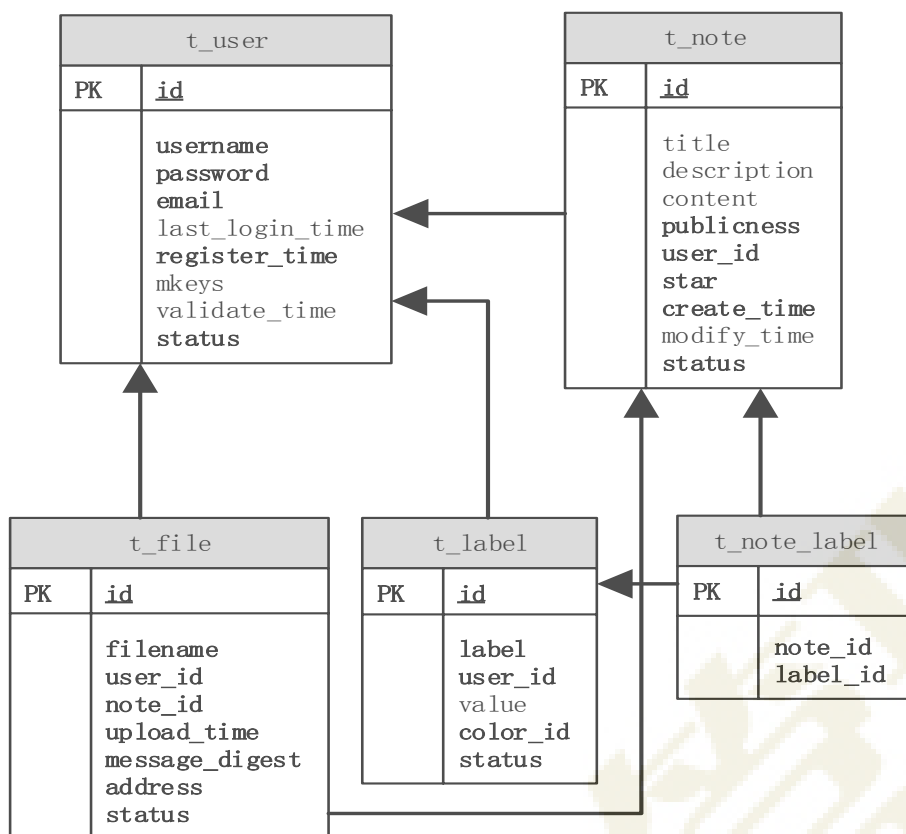 t_user
PK id
username
password
email
last_login_time
register_time
mkeys
validate_time
status
t_note
PK id
title
description
content
publicness
user_id
star
create_time
modify_time
status
t_file
PK id
filename
user_id
note_id
upload_time
message_digest
address
status
t_label
PK id
label
user_id
value
color_id
status
t_note_label
PK id
note_id
label_id